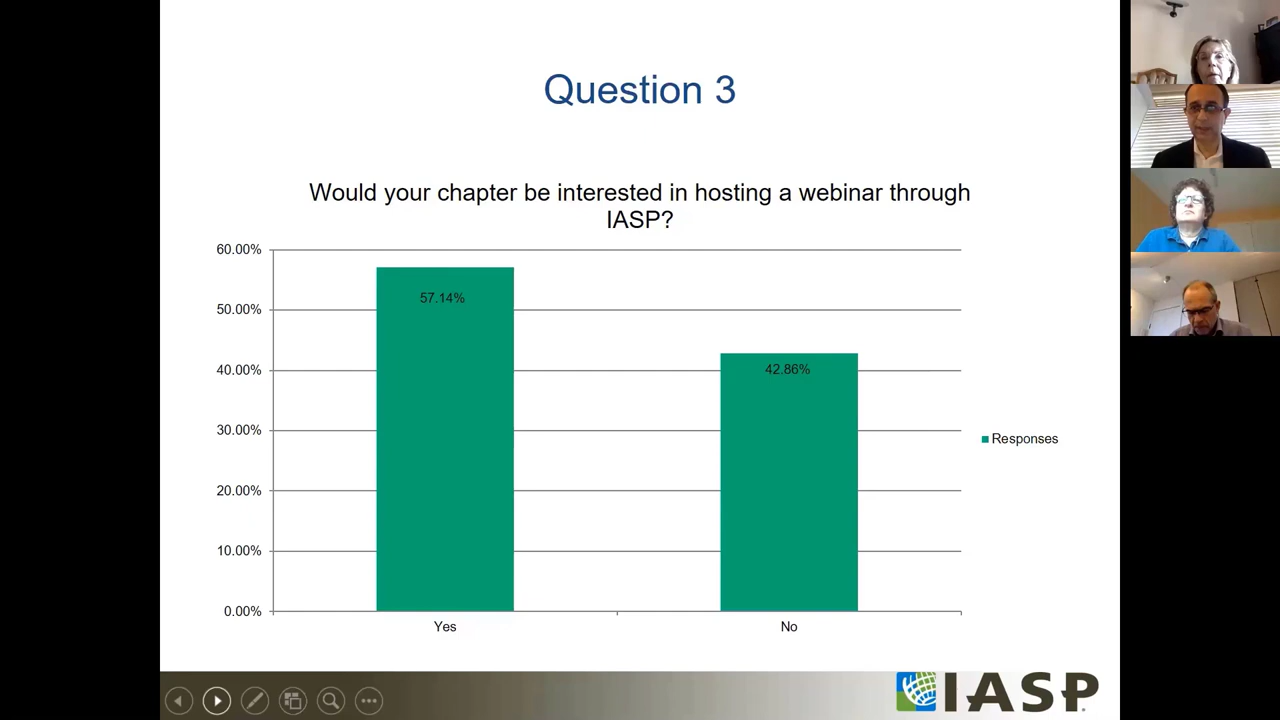 Question 3
Would your chapter be interested in hosting a webinar through
IASP?
60.00%
50.00%
40.00%
30.00%
20.00%
10.00%
0.00%
57.14%
42.86%
Yes
No
Responses
IASP